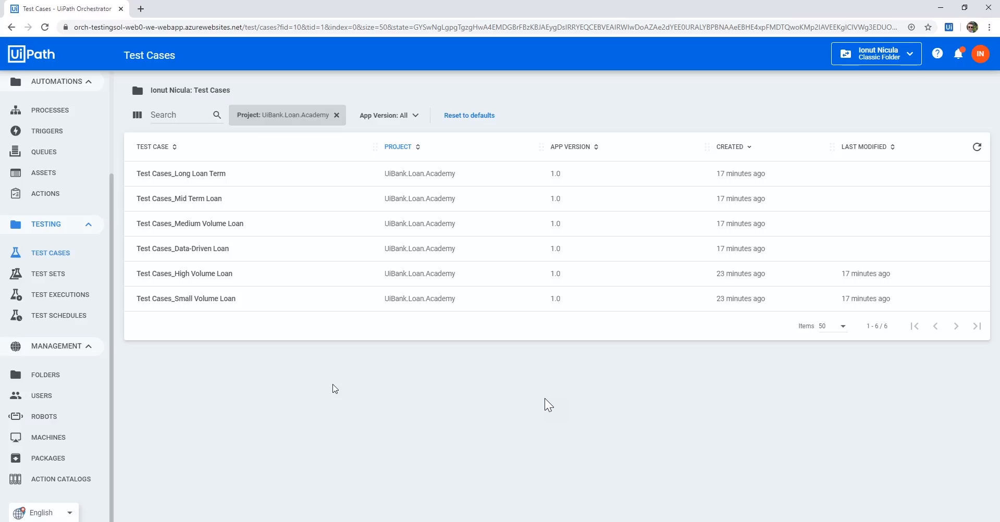 Test Cases - UiPath Orchestrator
orch-testingsol-web0-we-webapp.azurewebsites.net/test/cases?fid=10&tid=1&index=0&size=50&state=
UiPath
Test Cases
Ionut Nicula
Classic Folder
IN
AUTOMATIONS
PROCESSES
TRIGGERS
QUEUES
ASSETS
ACTIONS
TESTING
TEST CASES
TEST SETS
TEST EXECUTIONS
TEST SCHEDULES
MANAGEMENT
FOLDERS
USERS
ROBOTS
MACHINES
PACKAGES
ACTION CATALOGS
English
Ionut Nicula: Test Cases
Search Project: UiBank.Loan.Academy App Version: All Reset to defaults
TEST CASE PROJECT APP VERSION CREATED LAST MODIFIED
Test Cases_Long Loan Term UiBank.Loan.Academy 1.0 17 minutes ago
Test Cases_Mid Term Loan UiBank.Loan.Academy 1.0 17 minutes ago
Test Cases_Medium Volume Loan UiBank.Loan.Academy 1.0 17 minutes ago
Test Cases_Data-Driven Loan UiBank.Loan.Academy 1.0 17 minutes ago
Test Cases_High Volume Loan UiBank.Loan.Academy 1.0 23 minutes ago 17 minutes ago
Test Cases_Small Volume Loan UiBank.Loan.Academy 1.0 23 minutes ago 17 minutes ago
Items 50 1 - 6 / 6